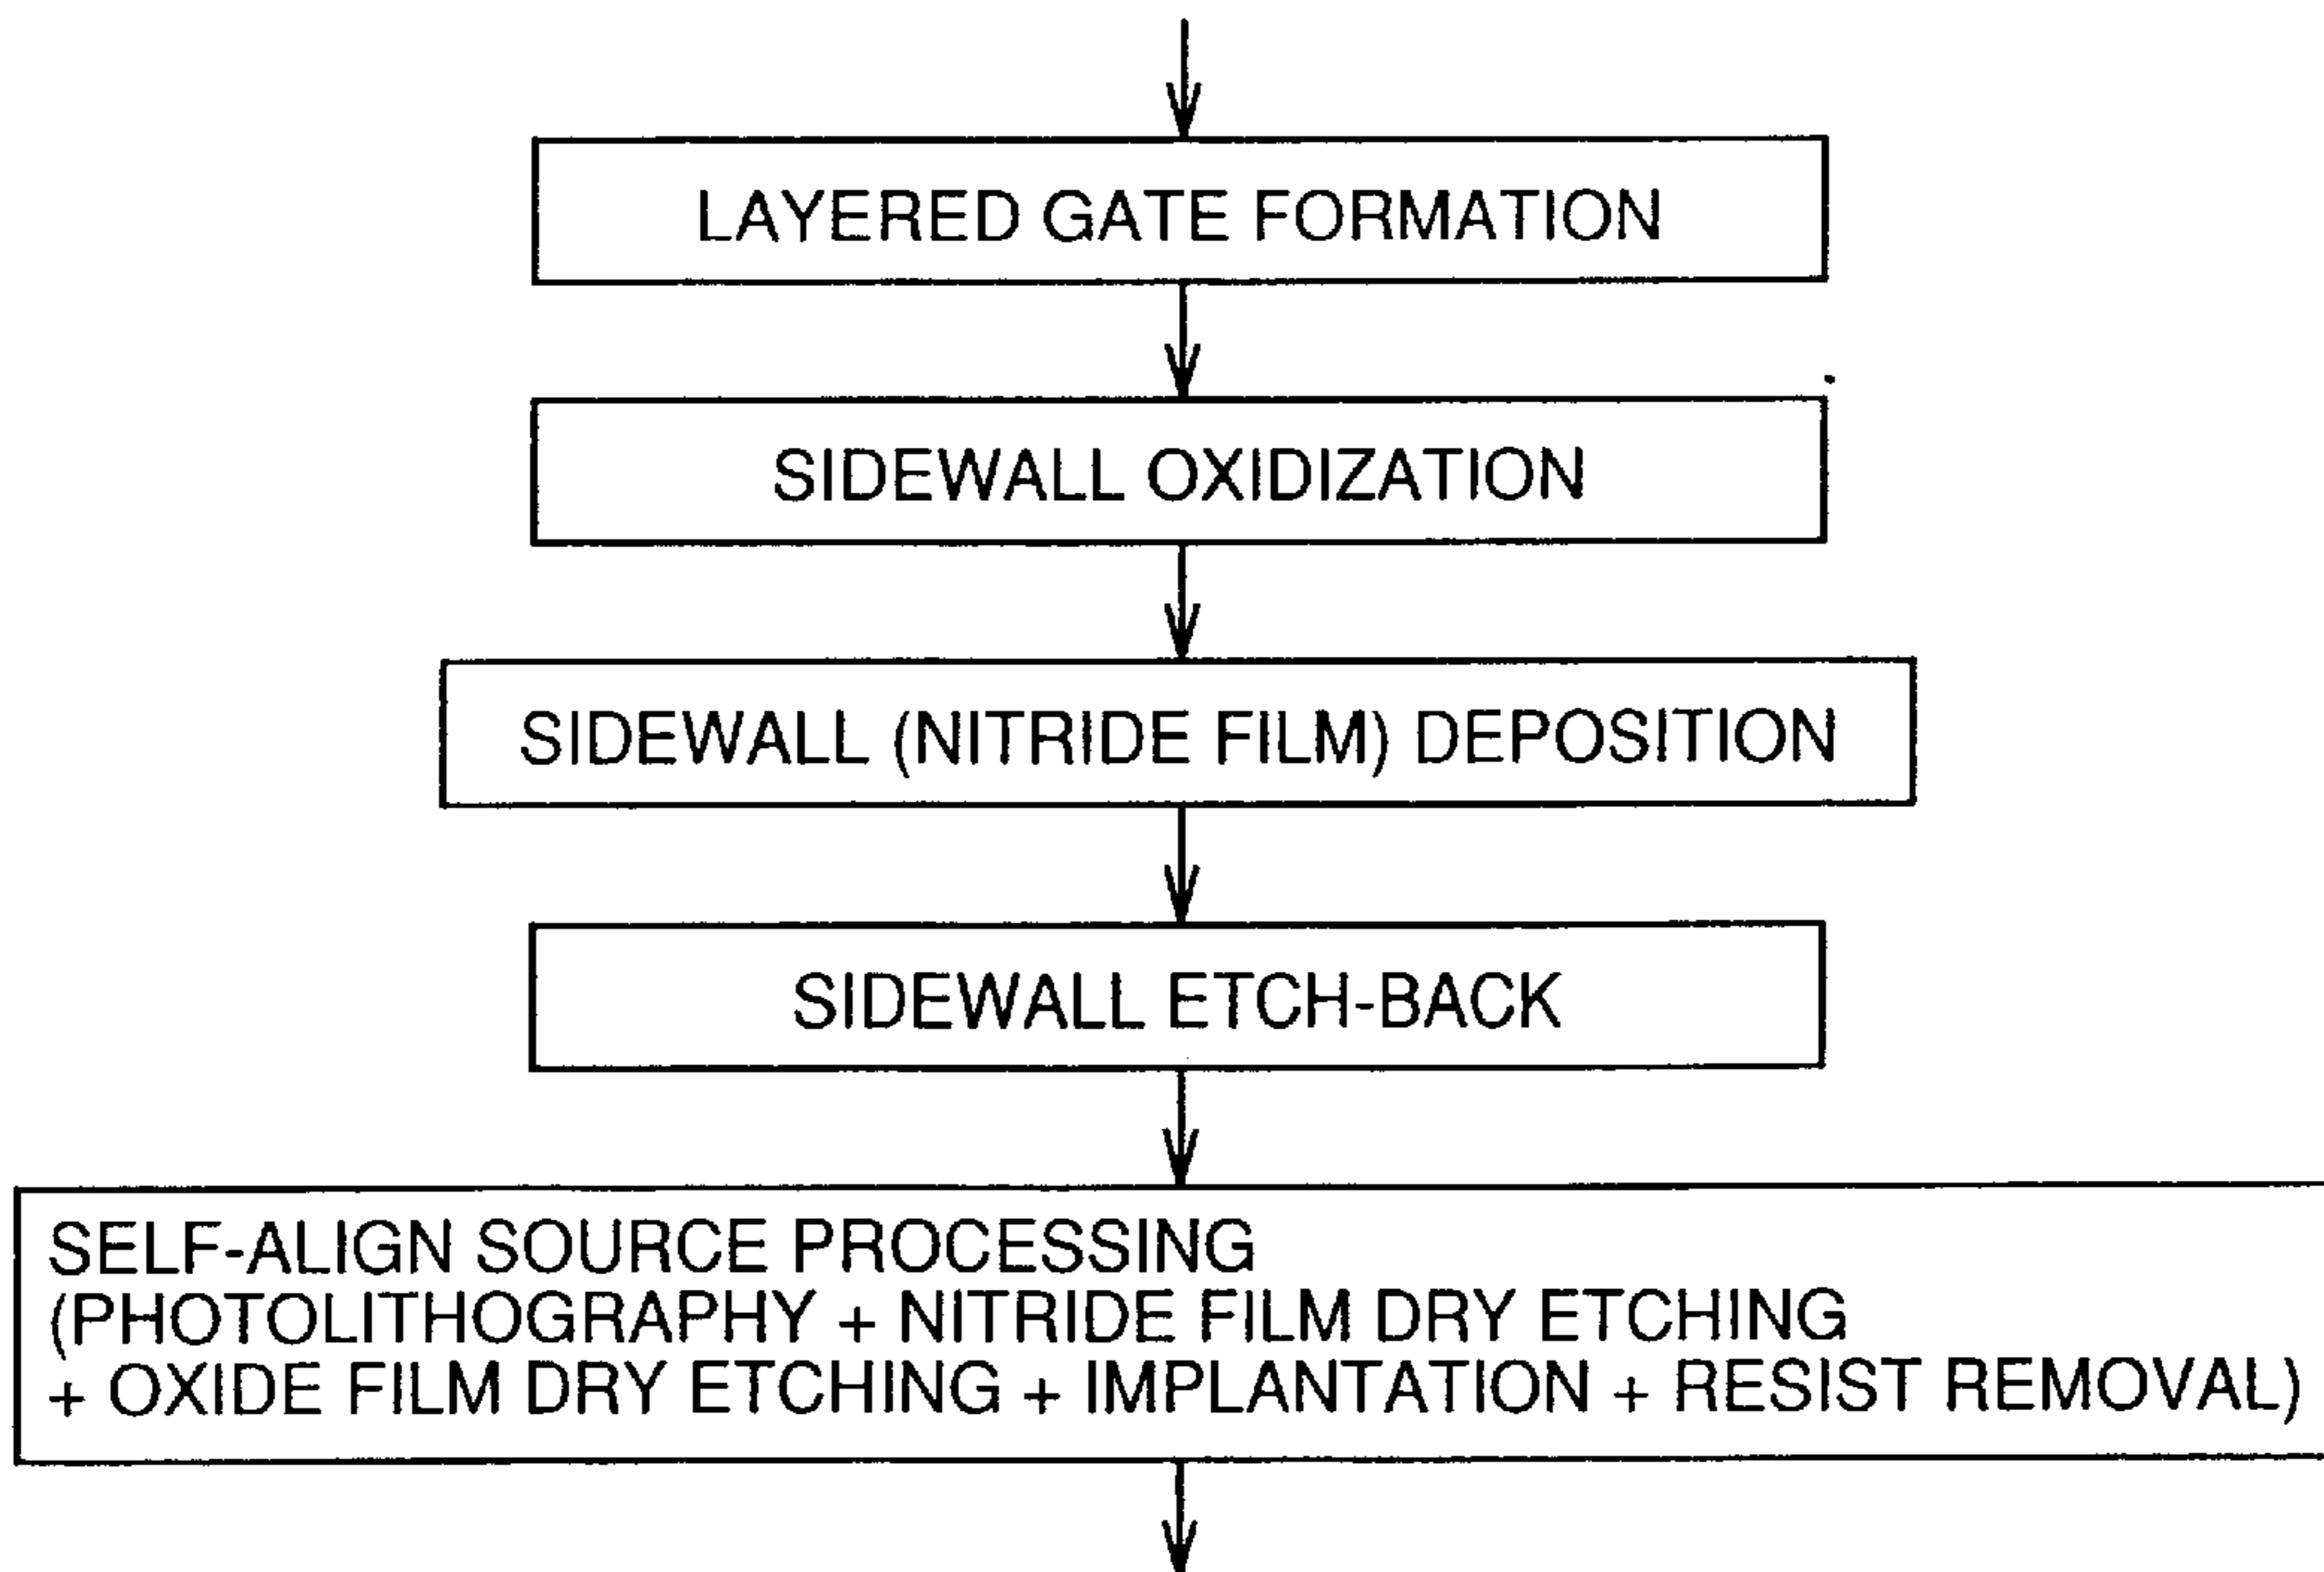 LAYERED GATE FORMATION
SIDEWALL OXIDIZATION
SIDEWALL (NITRIDE FILM) DEPOSITION
SIDEWALL ETCH-BACK
SELF-ALIGN SOURCE PROCESSING
(PHOTOLITHOGRAPHY + NITRIDE FILM DRY ETCHING
+ OXIDE FILM DRY ETCHING + IMPLANTATION + RESIST REMOVAL)